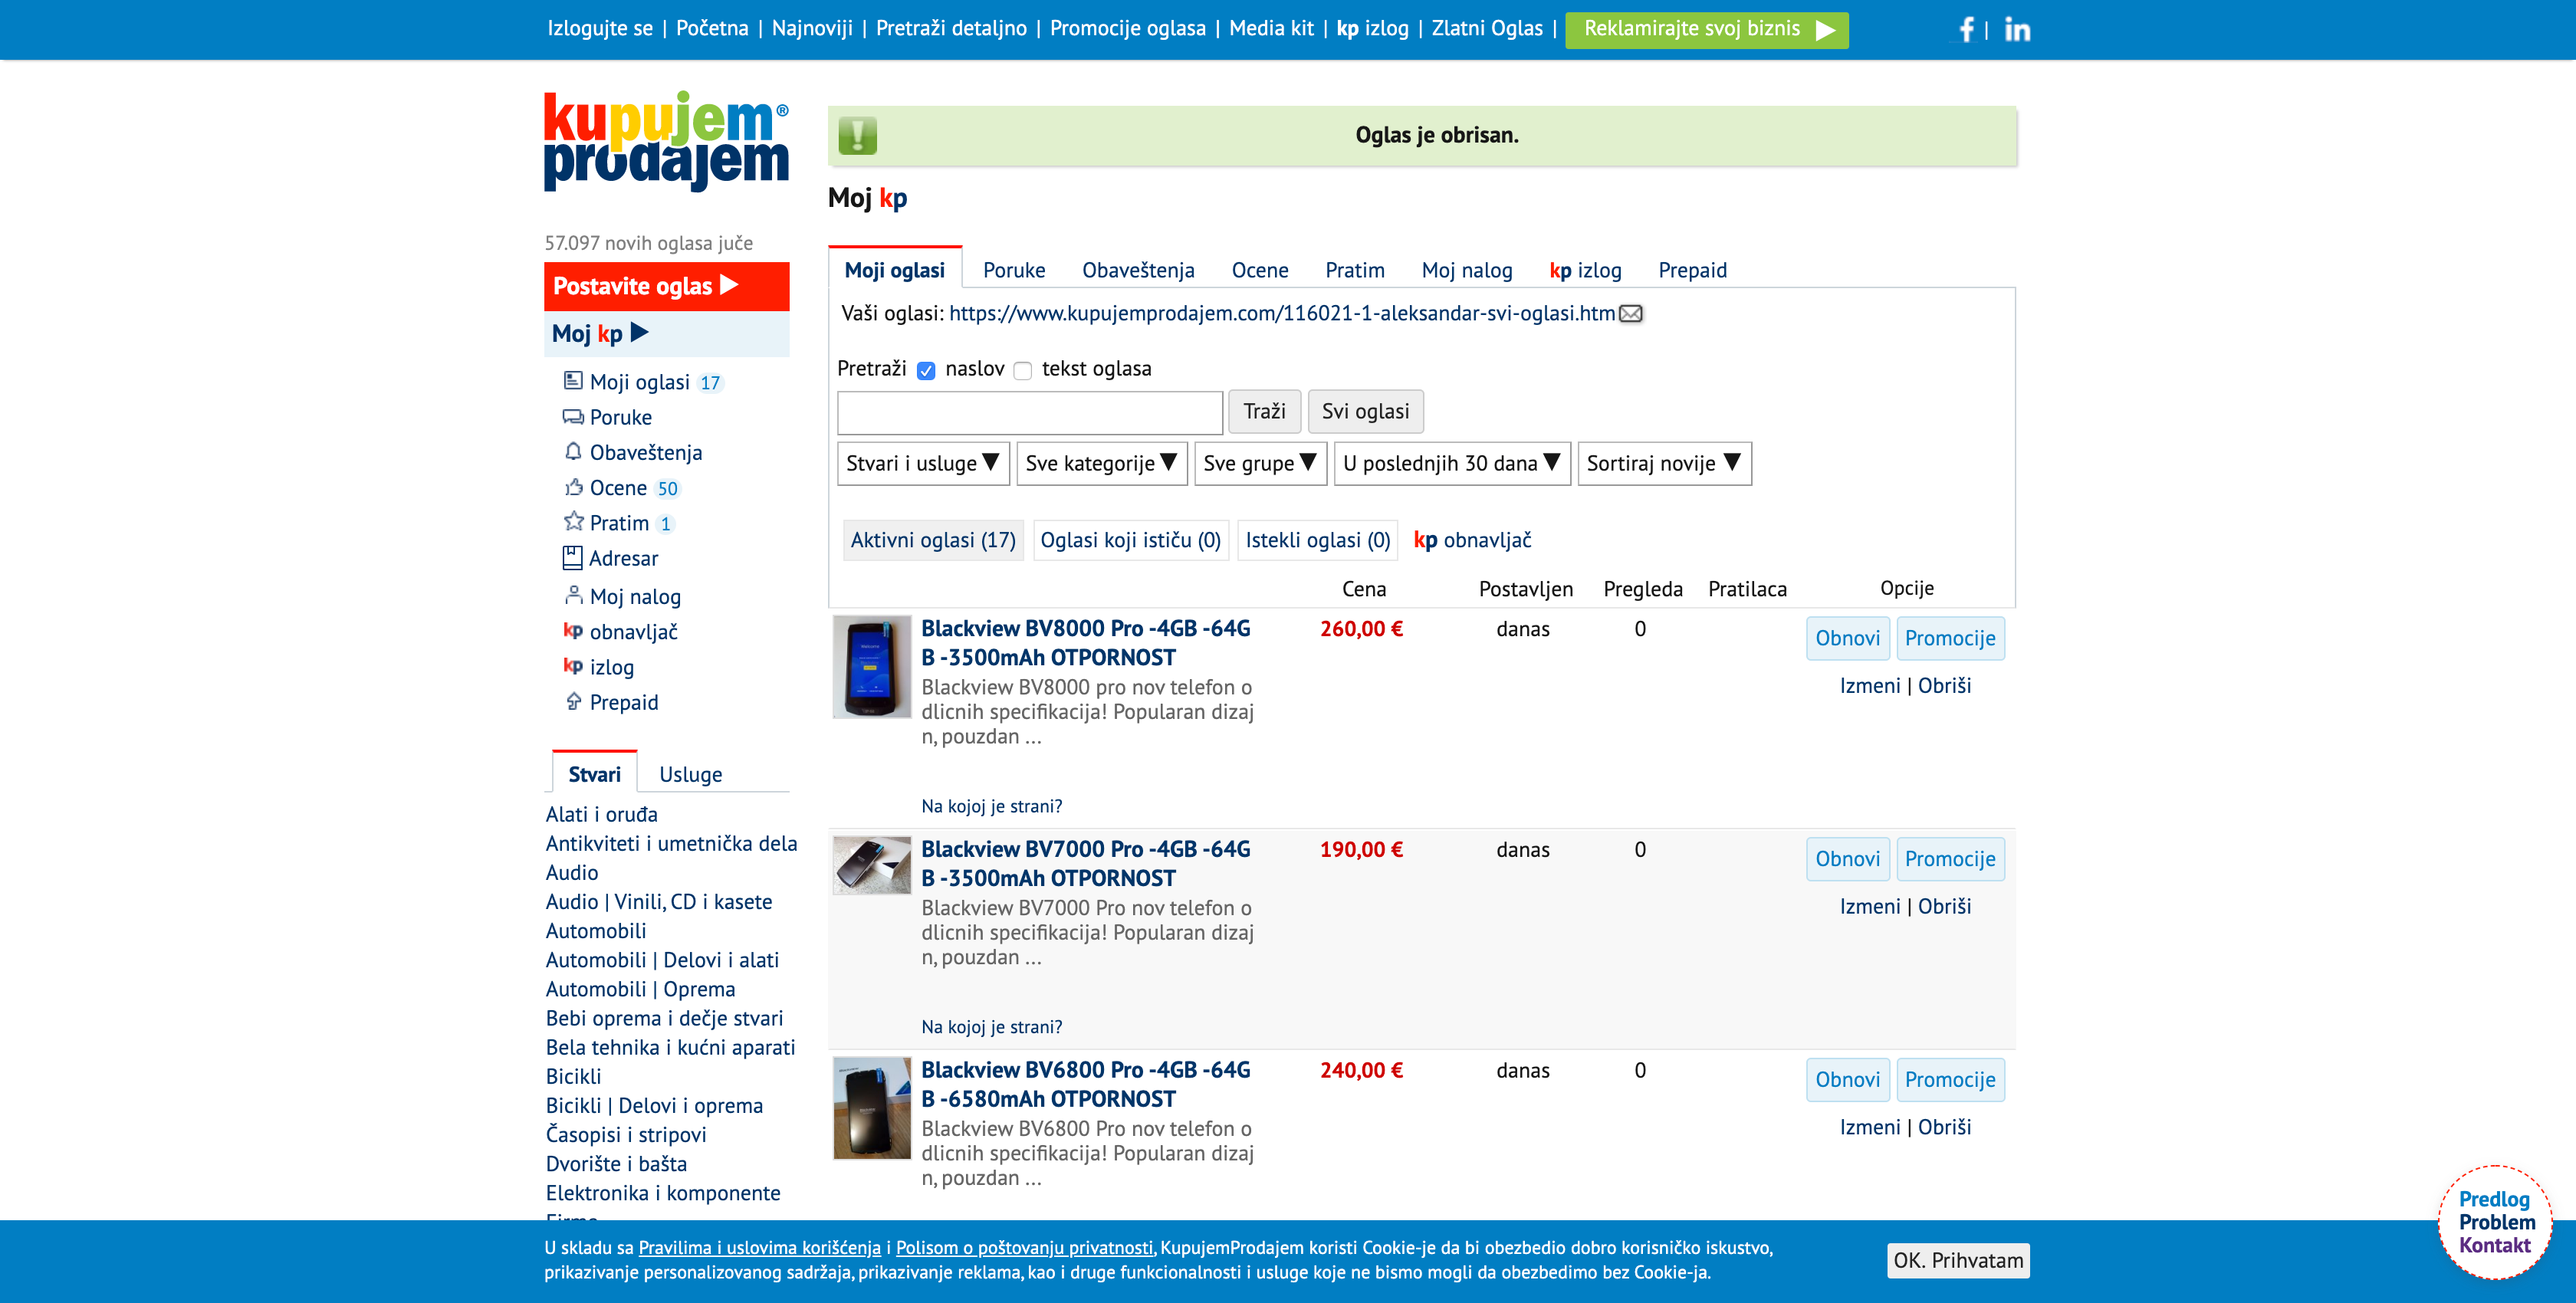 Izlogujte se | Početna | Najnoviji | Pretraži detaljno | Promocije oglasa | Media kit | kp izlog | Zlatni Oglas | Reklamirajte svoj biznis f | in
kupujem®
prodajem
Oglas je obrisan.
Moj kp
57.097 novih oglasa juče
Postavite oglas
Moj kp
Moji oglasi 17
Poruke
Obaveštenja
Ocene 50
Pratim 1
Adresar
Moj nalog
kp obnavljač
kp izlog
Prepaid
Stvari Usluge
Alati i oruđa
Antikviteti i umetnička dela
Audio
Audio | Vinili, CD i kasete
Automobili
Automobili | Delovi i alati
Automobili | Oprema
Bebi oprema i dečje stvari
Bela tehnika i kućni aparati
Bicikli
Bicikli | Delovi i oprema
Časopisi i stripovi
Dvorište i bašta
Elektronika i komponente
Moji oglasi Poruke Obaveštenja Ocene Pratim Moj nalog kp izlog Prepaid
Vaši oglasi: https://www.kupujemprodajem.com/116021-1-aleksandar-svi-oglasi.htm
Pretraži naslov tekst oglasa
Traži Svi oglasi
Stvari i usluge Sve kategorije Sve grupe U poslednjih 30 dana Sortiraj novije
Aktivni oglasi (17) Oglasi koji ističu (0) Istekli oglasi (0) kp obnavljač
Cena Postavljen Pregleda Pratilaca Opcije
Blackview BV8000 Pro -4GB -64G 260,00 € danas 0 Obnovi Promocije
B -3500mAh OTPORNOST
Blackview BV8000 pro nov telefon o Izmeni | Obriši
dlicnih specifikacija! Popularan dizaj
n, pouzdan ...
Na kojoj je strani?
Blackview BV7000 Pro -4GB -64G 190,00 € danas 0 Obnovi Promocije
B -3500mAh OTPORNOST
Blackview BV7000 Pro nov telefon o Izmeni | Obriši
dlicnih specifikacija! Popularan dizaj
n, pouzdan ...
Na kojoj je strani?
Blackview BV6800 Pro -4GB -64G 240,00 € danas 0 Obnovi Promocije
B -6580mAh OTPORNOST
Blackview BV6800 Pro nov telefon o Izmeni | Obriši
dlicnih specifikacija! Popularan dizaj
n, pouzdan ...
Predlog
Problem
Kontakt
U skladu sa Pravilima i uslovima korišćenja i Polisom o poštovanju privatnosti, KupujemProdajem koristi Cookie-je da bi obezbedio dobro korisničko iskustvo,
prikazivanje personalizovanog sadržaja, prikazivanje reklama, kao i druge funkcionalnosti i usluge koje ne bismo mogli da obezbedimo bez Cookie-ja.
OK. Prihvatam